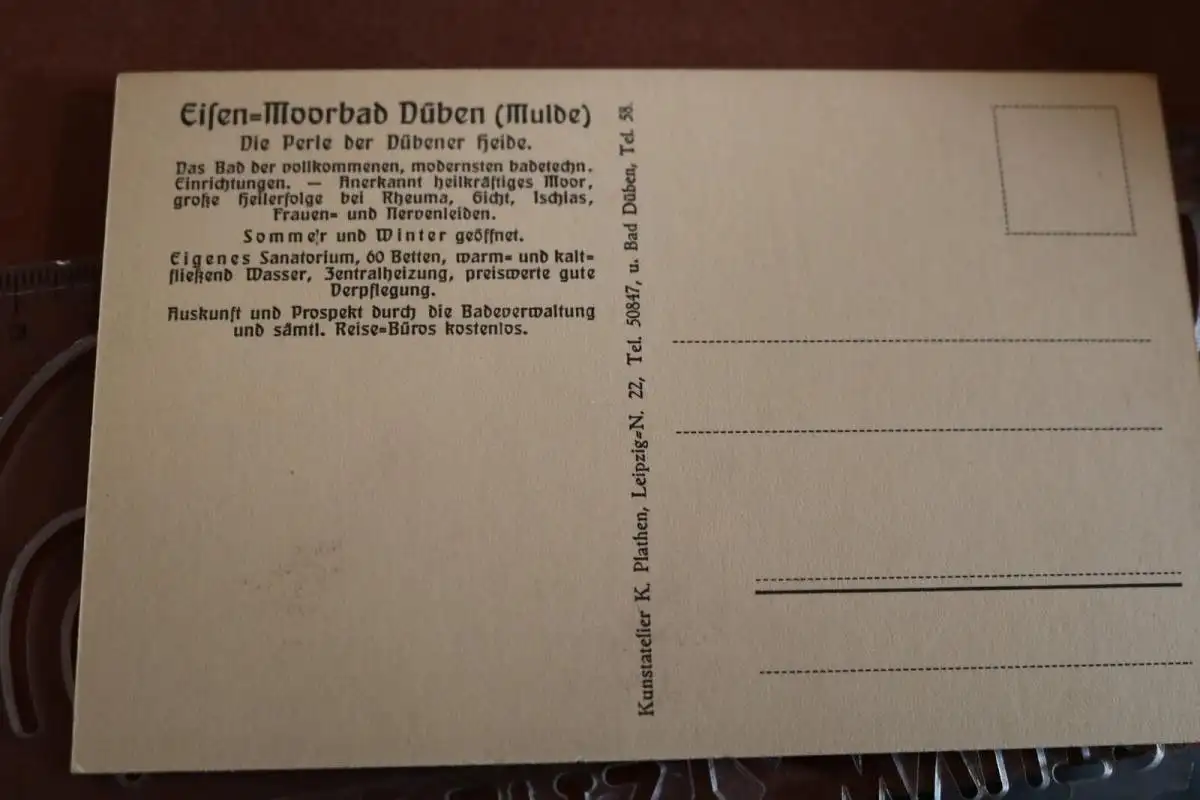 Eiſen=Moorbad Düben (Mulde)
Die Perle der Dübener Heide.
Das Bad der vollkommenen, modernsten badetechn.
Einrichtungen. — Anerkannt heilkräftiges Moor,
große Heilerfolge bei Rheuma, Gicht, Ischias,
Frauen= und Nervenleiden.
Sommer und Winter geöffnet.
Eigenes Sanatorium, 60 Betten, warm= und kalt=
fließend Wasser, Zentralheizung, preiswerte gute
Verpflegung.
Auskunft und Prospekt durch die Badeverwaltung
und sämtl. Reise=Büros kostenlos.
Kunstatelier K. Plathen, Leipzig=N. 22, Tel. 50847, u. Bad Düben, Tel. 58.